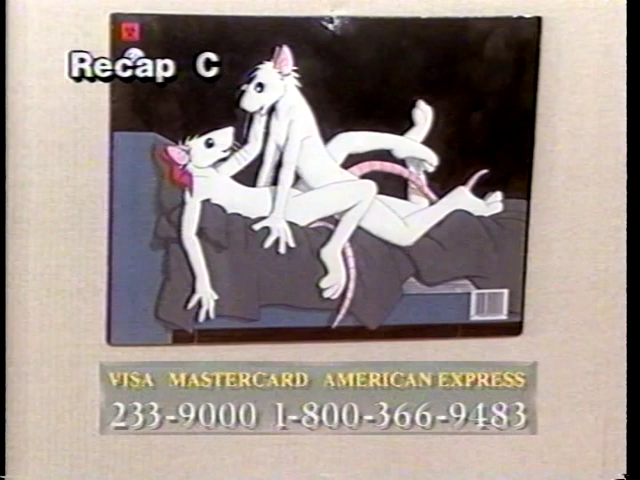 Recap C
VISA MASTERCARD AMERICAN EXPRESS
233-9000 1-800-366-9483